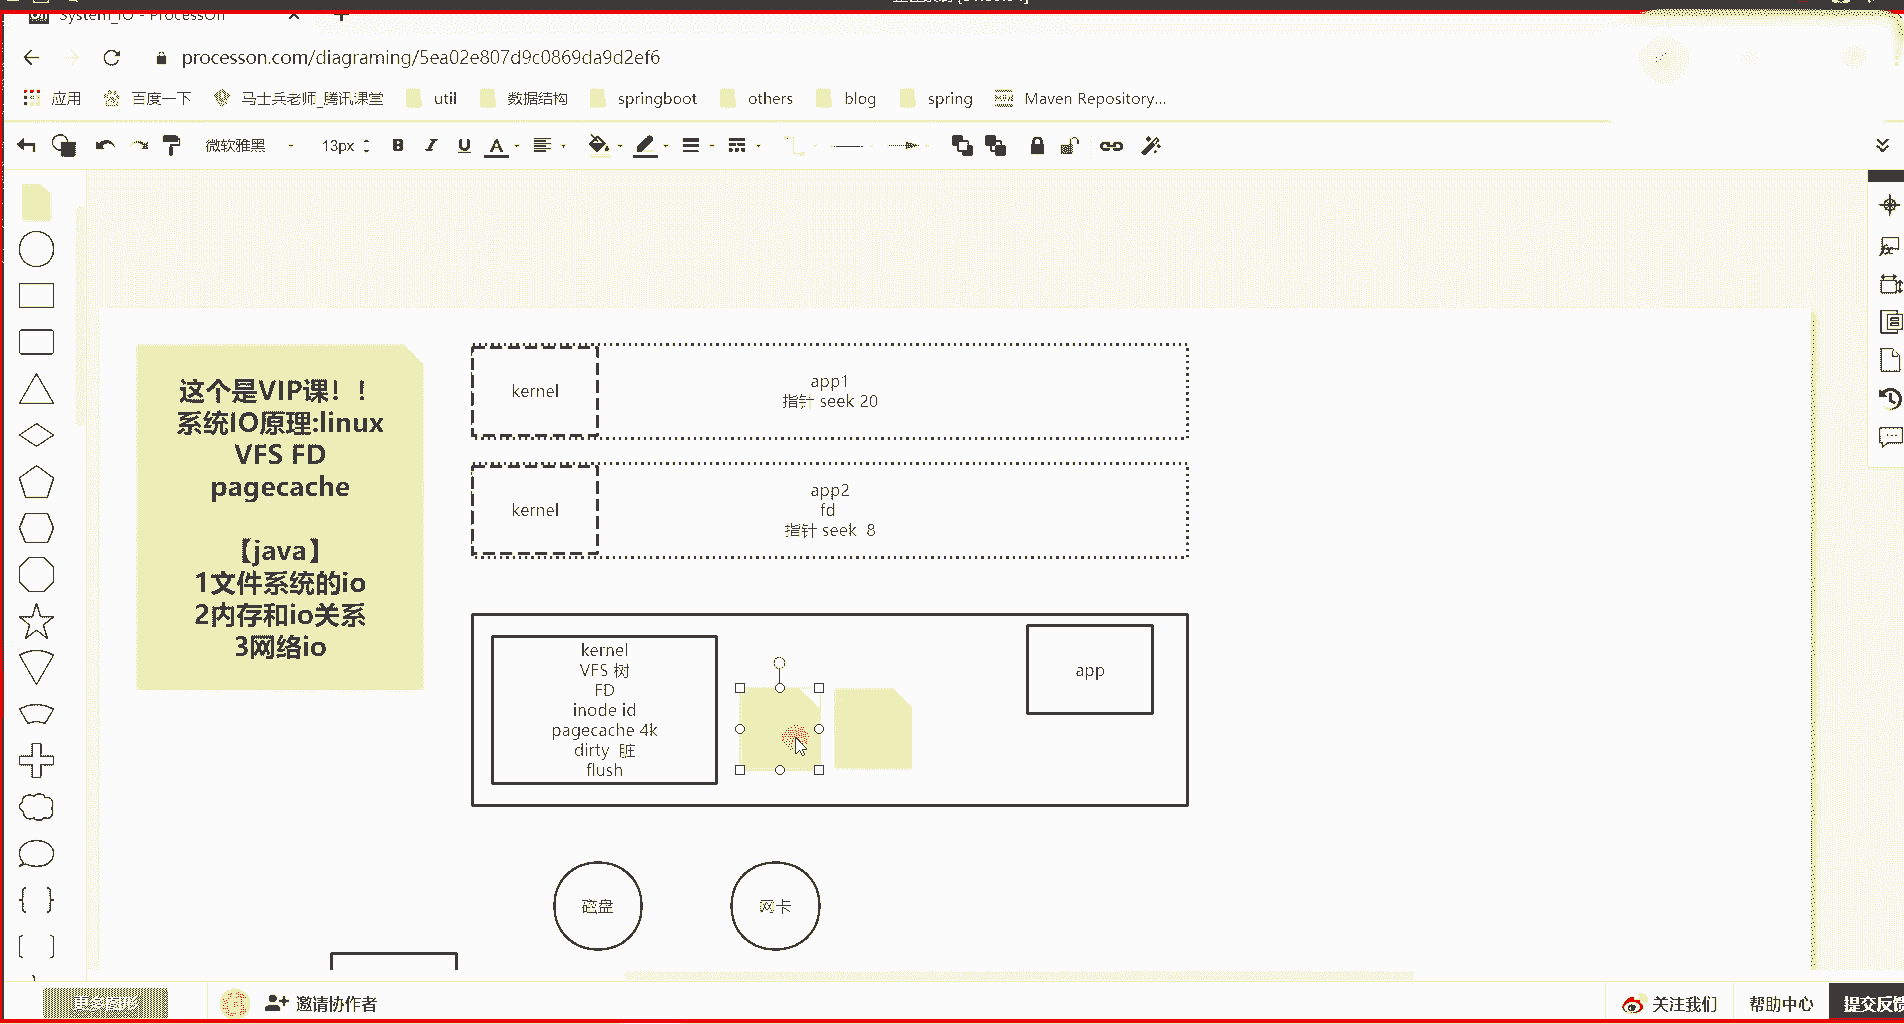 System_IO - ProcessOn
processon.com/diagraming/5ea02e807d9c0869da9d2ef6
应用 百度一下 马士兵老师_腾讯课堂 util 数据结构 springboot others blog spring Maven Repository...
微软雅黑 13px B I U A
这个是VIP课！！
系统IO原理:linux
VFS FD
pagecache
【java】
1文件系统的io
2内存和io关系
3网络io
kernel
app1
指针 seek 20
kernel
app2
fd
指针 seek 8
kernel
VFS 树
FD
inode id
pagecache 4k
dirty 脏
flush
app
磁盘
网卡
更多图形
邀请协作者
关注我们
帮助中心
提交反馈